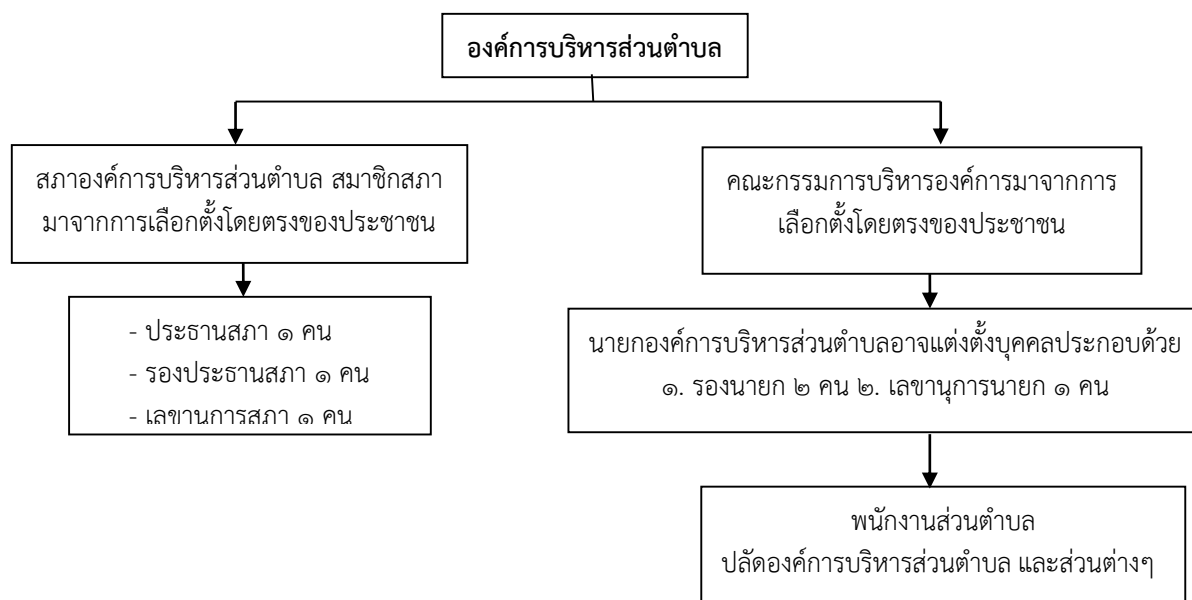 องค์การบริหารส่วนตำบล
สภาองค์การบริหารส่วนตำบล สมาชิกสภา
มาจากการเลือกตั้งโดยตรงของประชาชน
คณะกรรมการบริหารองค์การมาจากการ
เลือกตั้งโดยตรงของประชาชน
- ประธานสภา ๑ คน
- รองประธานสภา ๑ คน
- เลขานุการสภา ๑ คน
นายกองค์การบริหารส่วนตำบลอาจแต่งตั้งบุคคลประกอบด้วย
๑. รองนายก ๒ คน ๒. เลขานุการนายก ๑ คน
พนักงานส่วนตำบล
ปลัดองค์การบริหารส่วนตำบล และส่วนต่างๆ